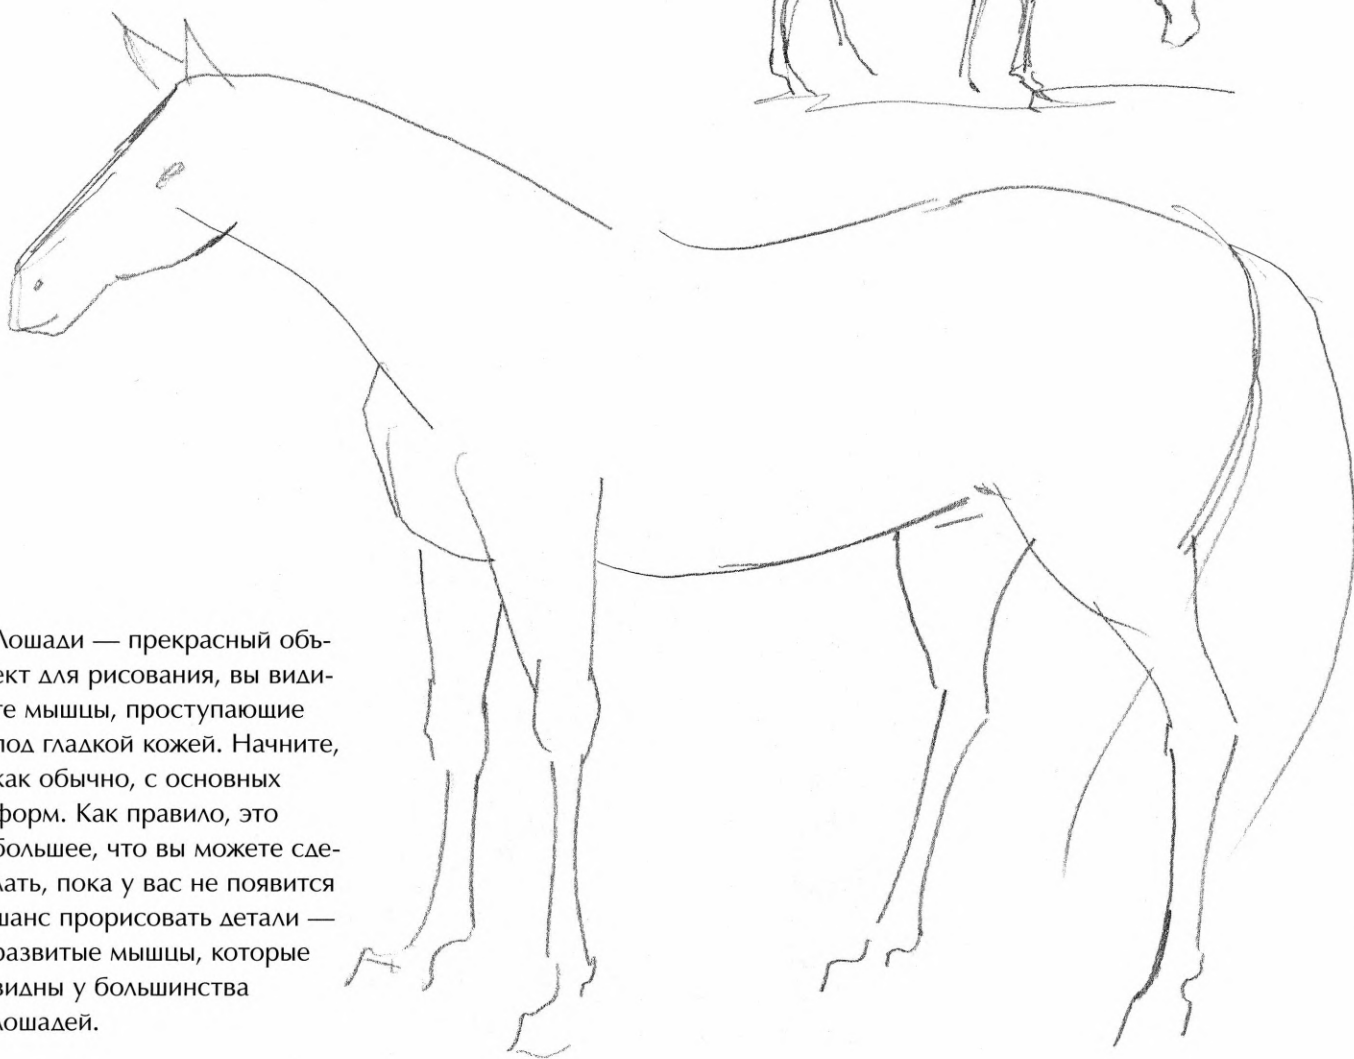 Лошади — прекрасный объ-
ект для рисования, вы види-
те мышцы, проступающие
под гладкой кожей. Начните,
как обычно, с основных
форм. Как правило, это
большее, что вы можете сде-
лать, пока у вас не появится
шанс прорисовать детали —
развитые мышцы, которые
видны у большинства
лошадей.